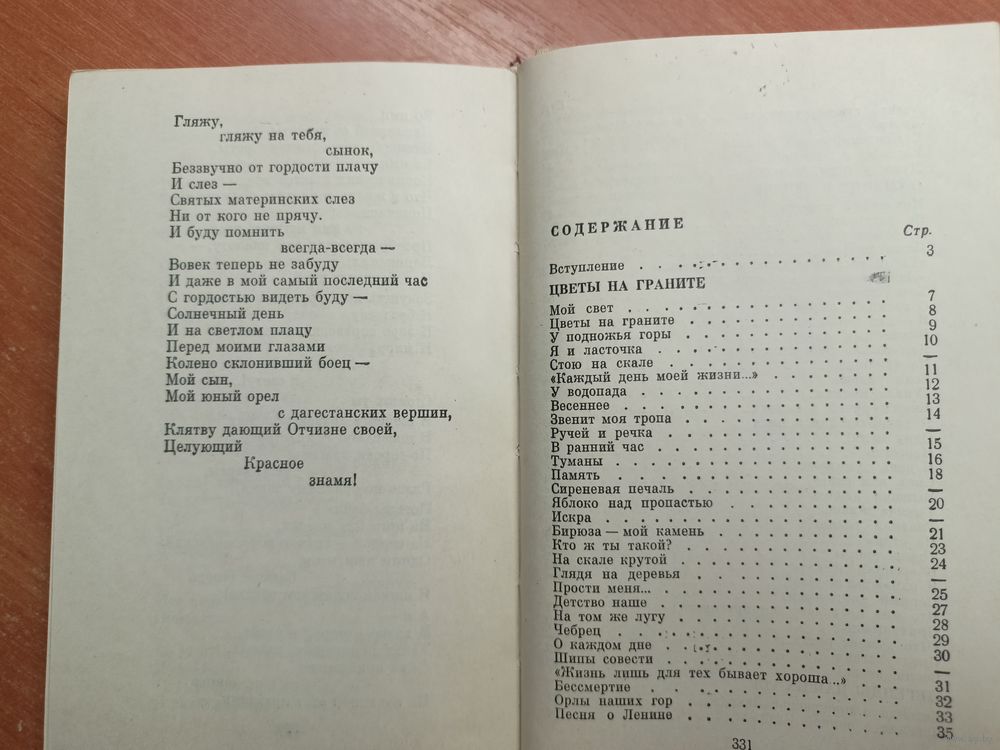 Гляжу,
гляжу на тебя,
сынок,
Беззвучно от гордости плачу
И слез —
Святых материнских слез
Ни от кого не прячу.
И буду помнить
всегда-всегда —
Вовек теперь не забуду
И даже в мой самый последний час
С гордостью видеть буду —
Солнечный день
И на светлом плацу
Перед моими глазами
Колено склонивший боец —
Мой сын,
Мой юный орел
с дагестанских вершин,
Клятву дающий Отчизне своей,
Целующий
Красное
знамя!
СОДЕРЖАНИЕ
Стр.
Вступление 3
ЦВЕТЫ НА ГРАНИТЕ
Мой свет 7
Цветы на граните 8
У подножья горы 9
Я и ласточка 10
Стою на скале —
«Каждый день моей жизни...» 11
У водопада 12
Весеннее 13
Звенит моя тропа 14
Ручей и речка —
В ранний час 15
Туманы 16
Память 18
Сиреневая печаль —
Яблоко над пропастью 20
Искра —
Бирюза — мой камень 21
Кто ж ты такой? 23
На скале крутой 24
Глядя на деревья —
Прости меня... 25
Детство наше 27
На том же лугу 28
Чебрец 29
О каждом дне 30
Шипы совести —
«Жизнь лишь для тех бывает хороша...» 31
Бессмертие 32
Орлы наших гор 33
Песня о Ленине 35
331